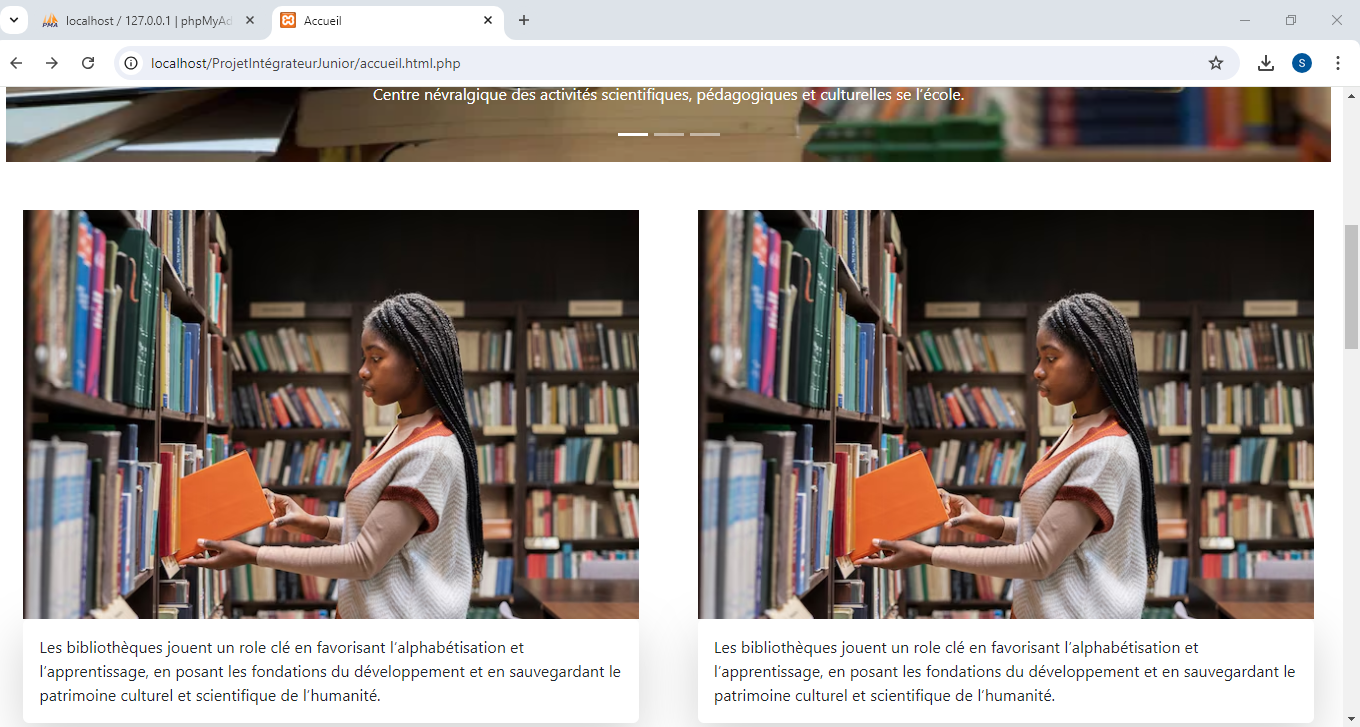 localhost / 127.0.0.1 | phpMyAd
Accueil
localhost/ProjetIntégrateurJunior/accueil.html.php
S
Centre névralgique des activités scientifiques, pédagogiques et culturelles se l’école.
Les bibliothèques jouent un role clé en favorisant l’alphabétisation et
l’apprentissage, en posant les fondations du développement et en sauvegardant le
patrimoine culturel et scientifique de l’humanité.
Les bibliothèques jouent un role clé en favorisant l’alphabétisation et
l’apprentissage, en posant les fondations du développement et en sauvegardant le
patrimoine culturel et scientifique de l’humanité.